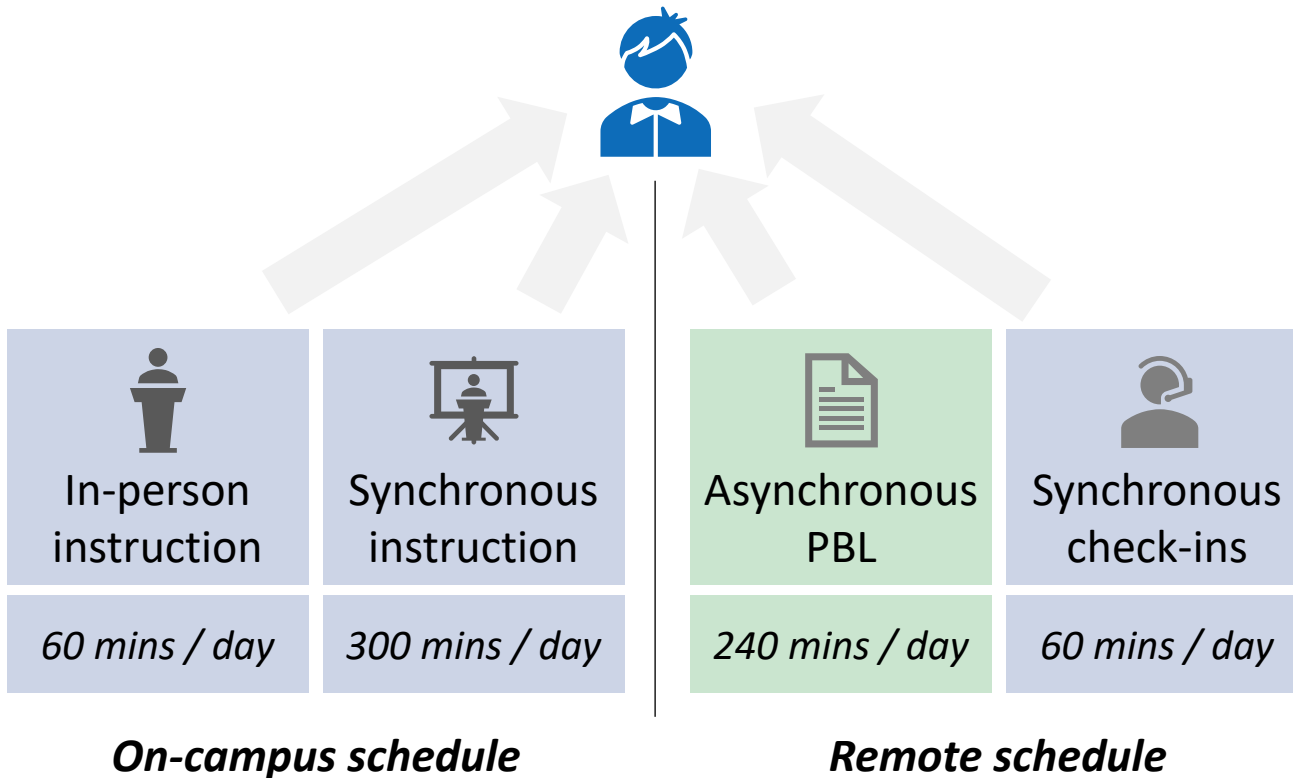 In-person
instruction
Synchronous
instruction
Asynchronous
PBL
Synchronous
check-ins
60 mins / day
300 mins / day
240 mins / day
60 mins / day
On-campus schedule
Remote schedule